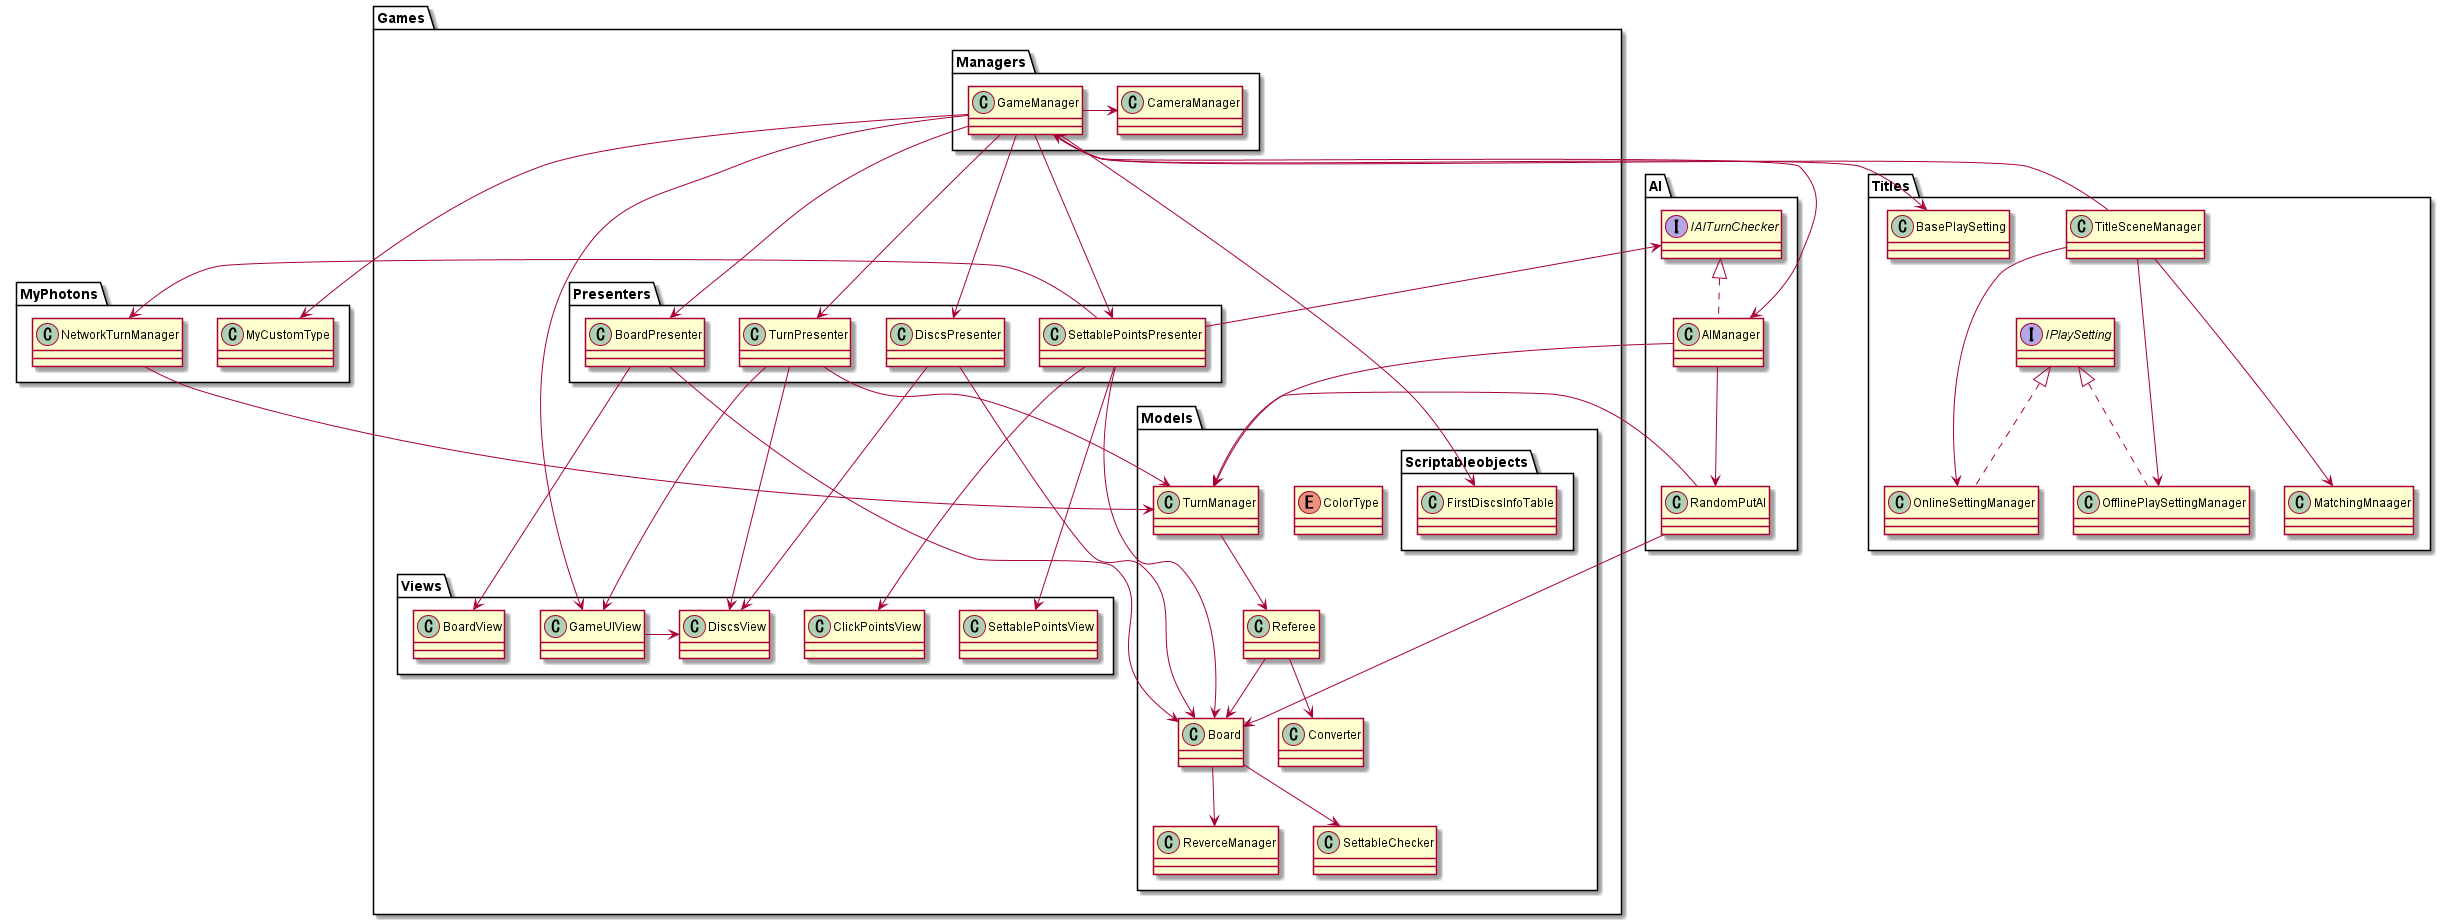 Games
Managers
C GameManager
C CameraManager
AI
Titles
I IAITurnChecker
C BasePlaySetting
C TitleSceneManager
MyPhotons
Presenters
C NetworkTurnManager
C MyCustomType
C BoardPresenter
C TurnPresenter
C DiscsPresenter
C SettablePointsPresenter
C AIManager
I IPlaySetting
Models
Scriptableobjects
C TurnManager
E ColorType
C FirstDiscsInfoTable
C RandomPutAI
C OnlineSettingManager
C OfflinePlaySettingManager
C MatchingMnaager
Views
C BoardView
C GameUIView
C DiscsView
C ClickPointsView
C SettablePointsView
C Referee
C Board
C Converter
C ReverceManager
C SettableChecker